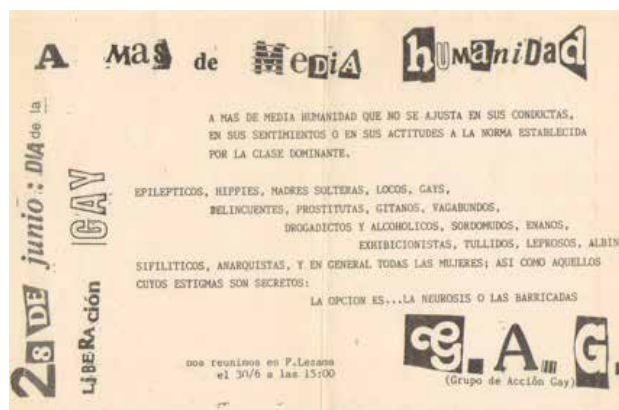 A MaS de MeDiA HUManiDad
28 DE junio: DIA de la
LiBERAción GAY
A MAS DE MEDIA HUMANIDAD QUE NO SE AJUSTA EN SUS CONDUCTAS,
EN SUS SENTIMIENTOS O EN SUS ACTITUDES A LA NORMA ESTABLECIDA
POR LA CLASE DOMINANTE.
EPILEPTICOS, HIPPIES, MADRES SOLTERAS, LOCOS, GAYS,
DELINCUENTES, PROSTITUTAS, GITANOS, VAGABUNDOS,
DROGADICTOS Y ALCOHOLICOS, SORDOMUDOS, ENANOS,
EXHIBICIONISTAS, TULLIDOS, LEPROSOS, ALBIN
SIFILITICOS, ANARQUISTAS, Y EN GENERAL TODAS LAS MUJERES; ASI COMO AQUELLOS
CUYOS ESTIGMAS SON SECRETOS:
LA OPCION ES...LA NEUROSIS O LAS BARRICADAS
G.A.G.
(Grupo de Acción Gay)
nos reunimos en P.Lezama
el 30/6 a las 15:00